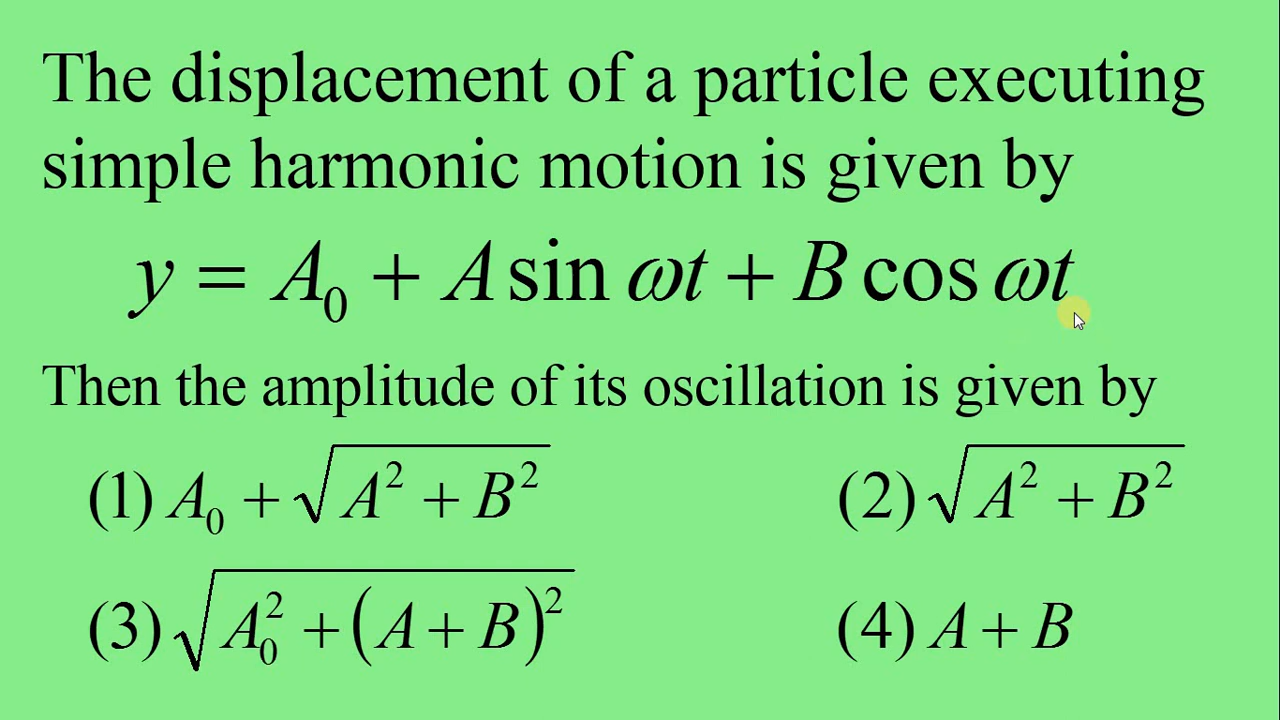 The displacement of a particle executing
simple harmonic motion is given by
y = A₀ + A sin ωt + B cos ωt
Then the amplitude of its oscillation is given by
(1) A₀ + √(A² + B²) (2) √(A² + B²)
(3) √(A₀² + (A + B)²) (4) A + B